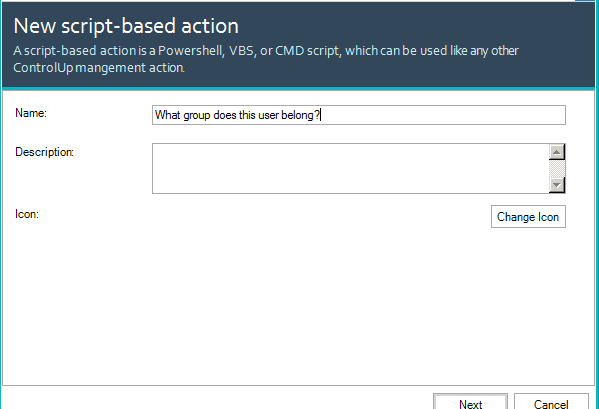 New script-based action
A script-based action is a Powershell, VBS, or CMD script, which can be used like any other
ControlUp mangement action.
Name:
What group does this user belong?
Description:
Icon:
Change Icon
Next
Cancel